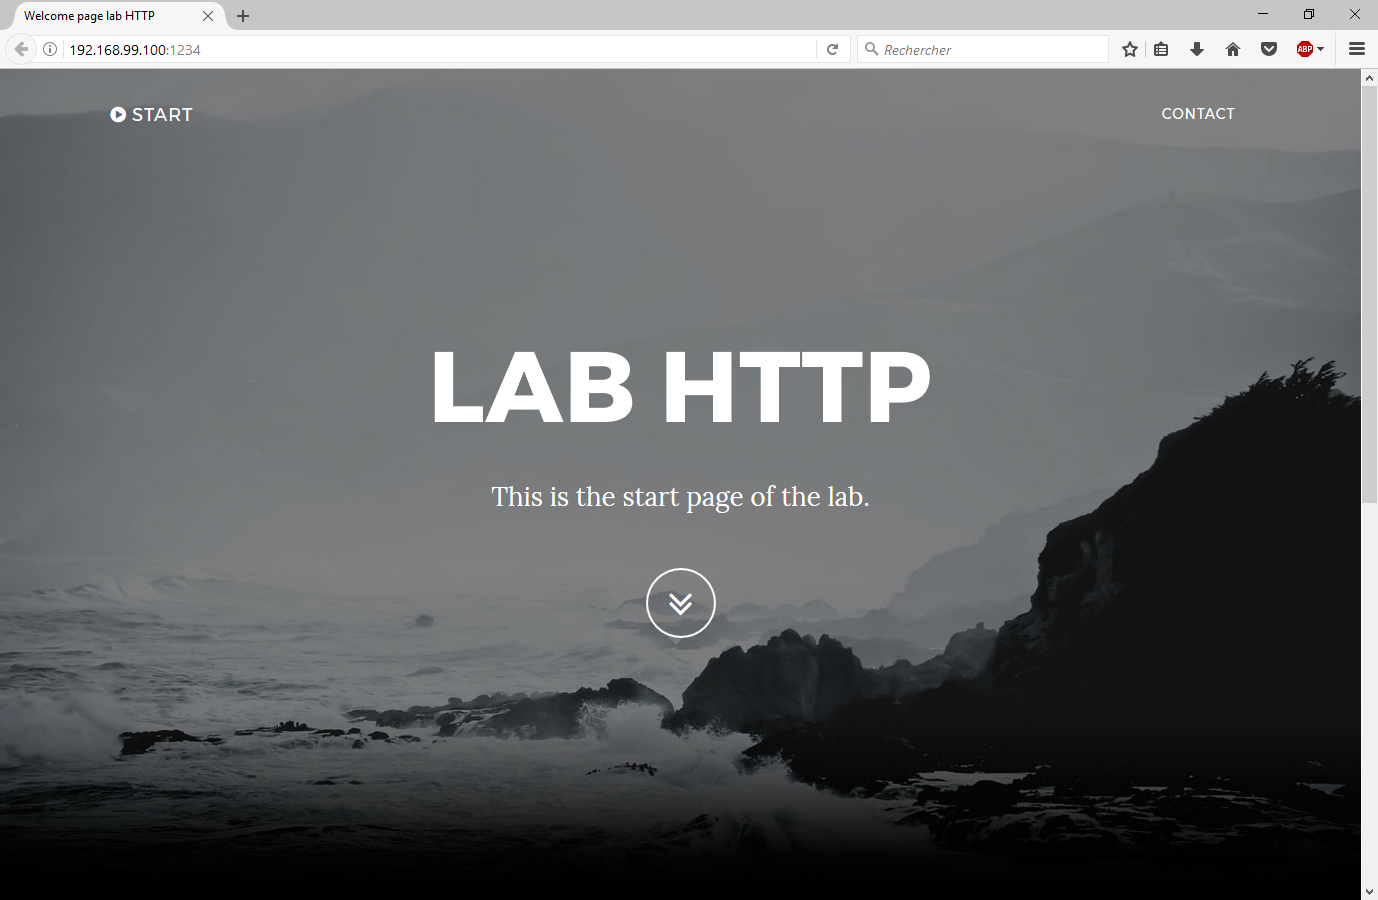 Welcome page lab HTTP
192.168.99.100:1234
Rechercher
ABP
START
CONTACT
LAB HTTP
This is the start page of the lab.